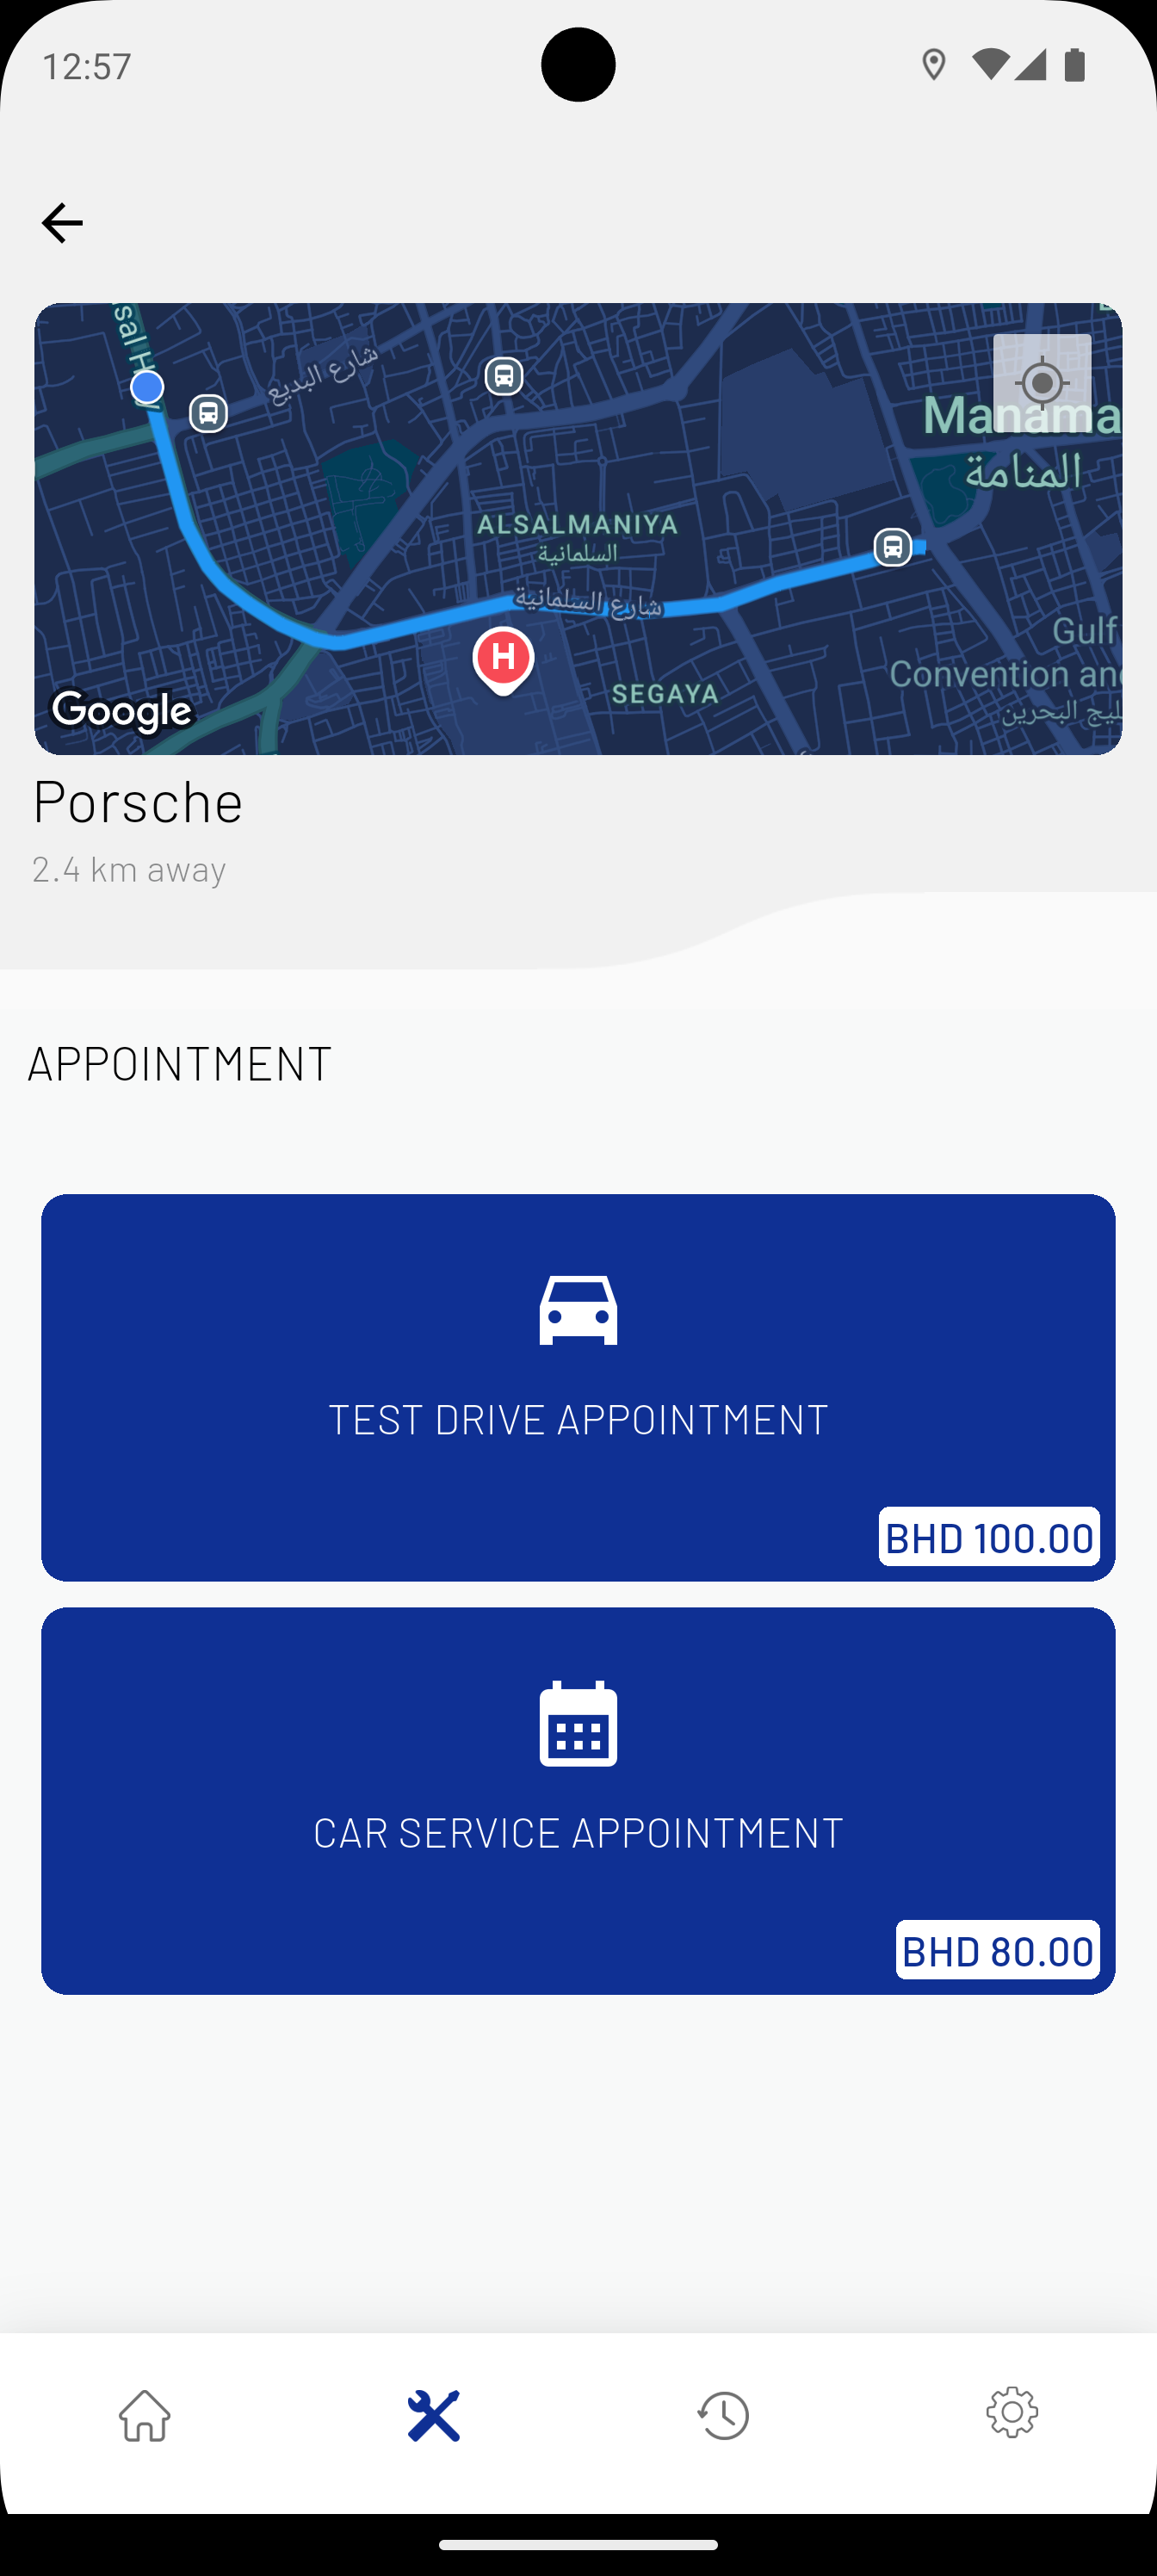 12:57
sal H
شارع البديع
Manama
المنامة
ALSALMANIYA
السلمانية
شارع السلمانية
H
SEGAYA
Gulf
Convention an
ليج البحرين
Google
Porsche
2.4 km away
APPOINTMENT
TEST DRIVE APPOINTMENT
BHD 100.00
CAR SERVICE APPOINTMENT
BHD 80.00